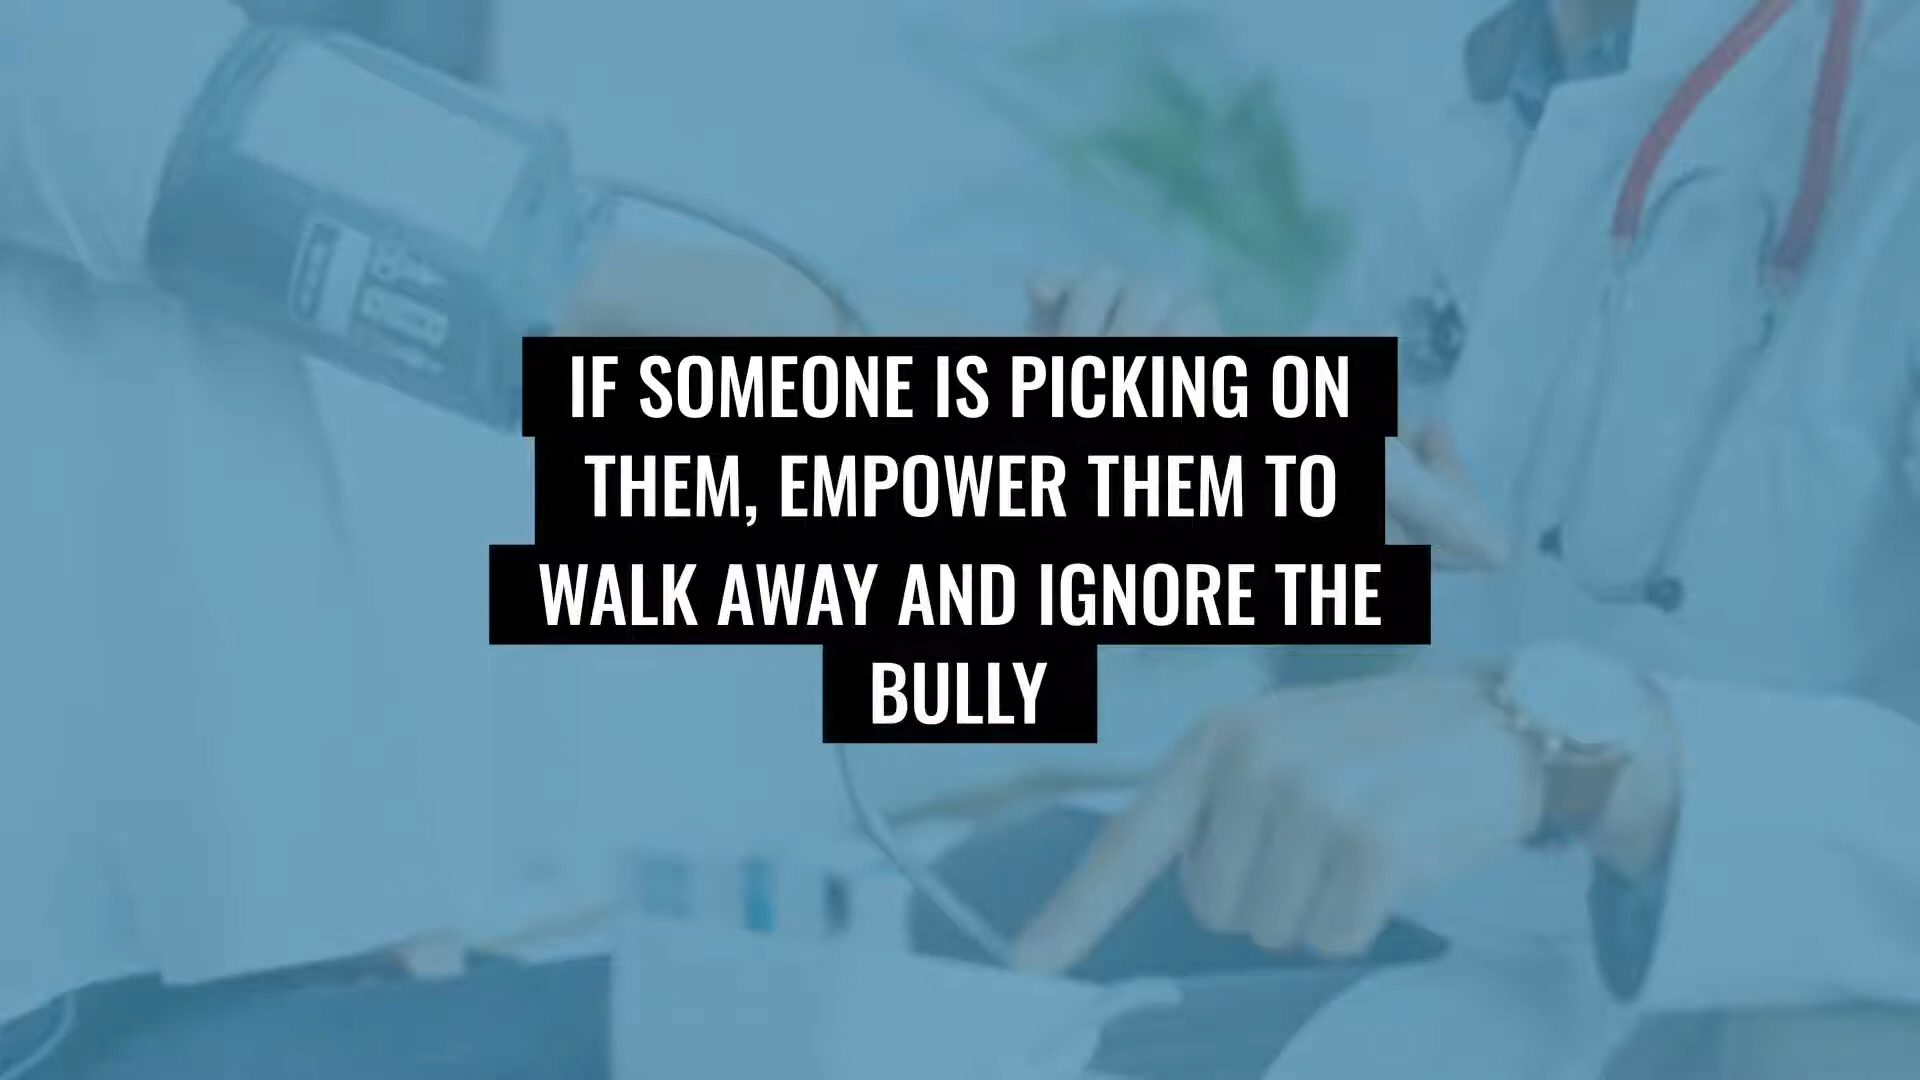 IF SOMEONE IS PICKING ON
THEM, EMPOWER THEM TO
WALK AWAY AND IGNORE THE
BULLY